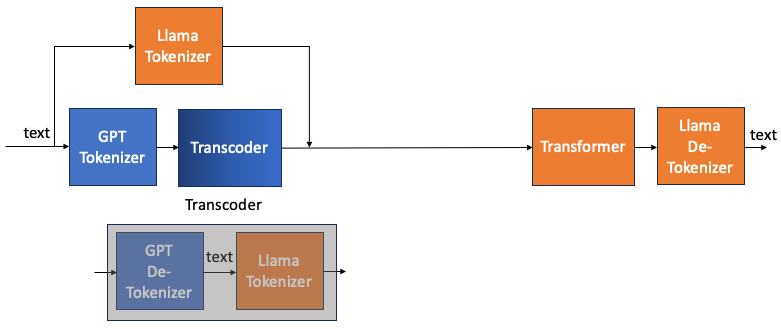 Llama
Tokenizer
text
GPT
Tokenizer
Transcoder
Transformer
Llama
De-
Tokenizer
text
Transcoder
GPT
De-
Tokenizer
text
Llama
Tokenizer